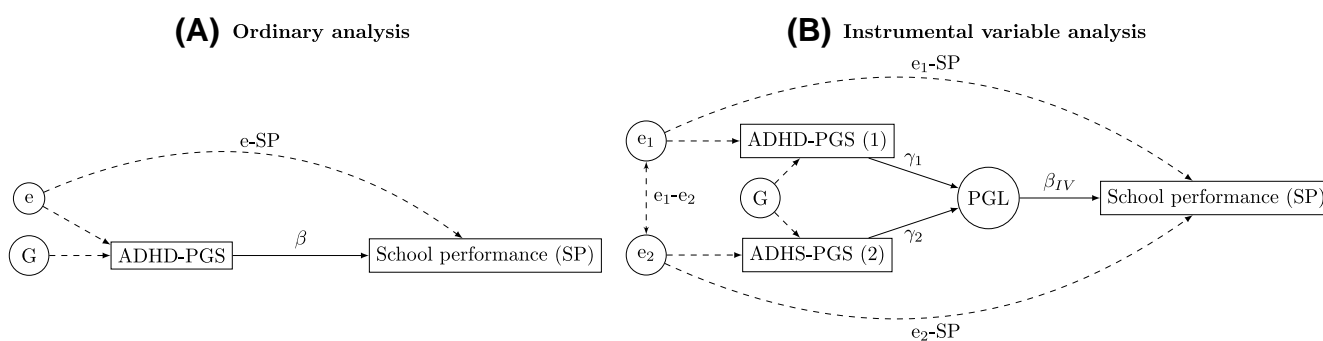 (A) Ordinary analysis
e-SP
e
G
ADHD-PGS
β
School performance (SP)
(B) Instrumental variable analysis
e₁-SP
e₁
ADHD-PGS (1)
γ₁
e₁-e₂
G
PGL
β_IV
School performance (SP)
e₂
ADHS-PGS (2)
γ₂
e₂-SP